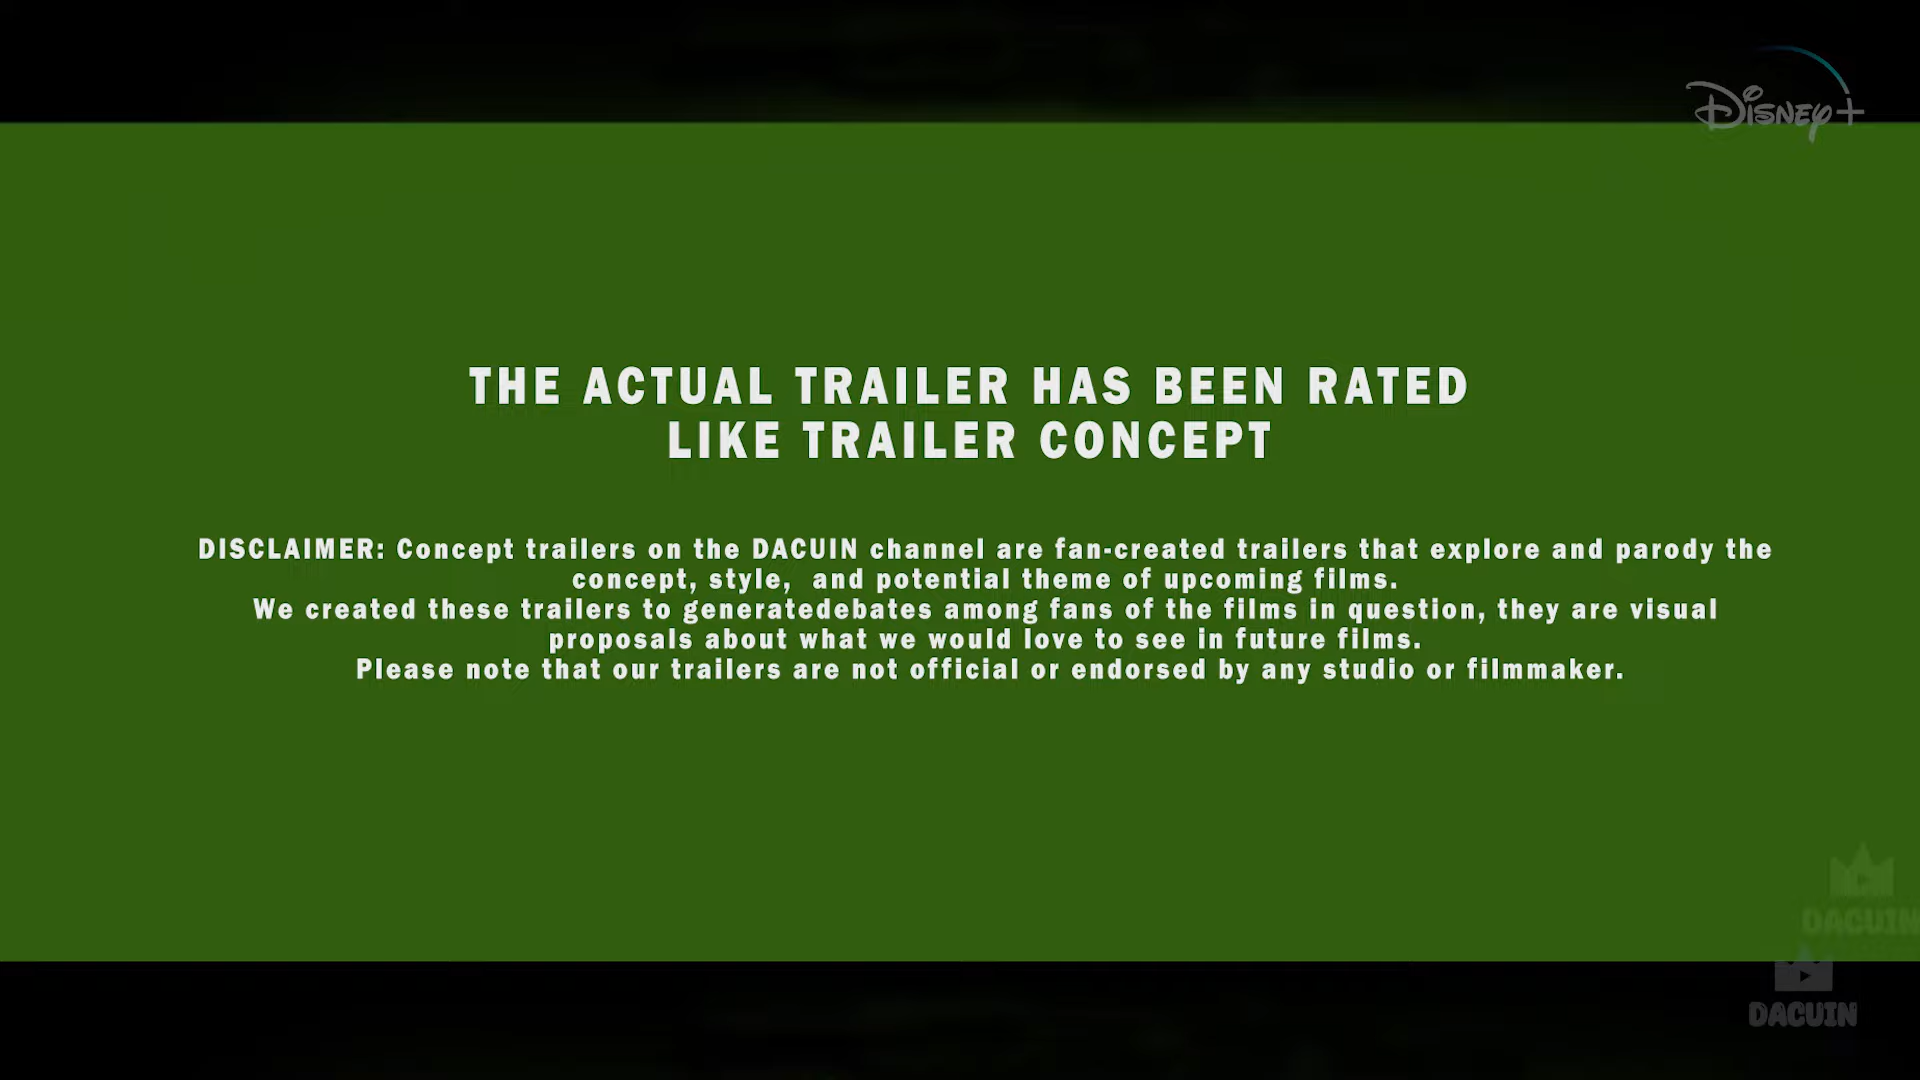 Disney+
THE ACTUAL TRAILER HAS BEEN RATED
LIKE TRAILER CONCEPT
DISCLAIMER: Concept trailers on the DACUIN channel are fan-created trailers that explore and parody the
concept, style,  and potential theme of upcoming films.
We created these trailers to generatedebates among fans of the films in question, they are visual
proposals about what we would love to see in future films.
Please note that our trailers are not official or endorsed by any studio or filmmaker.
DACUIN
DACUIN